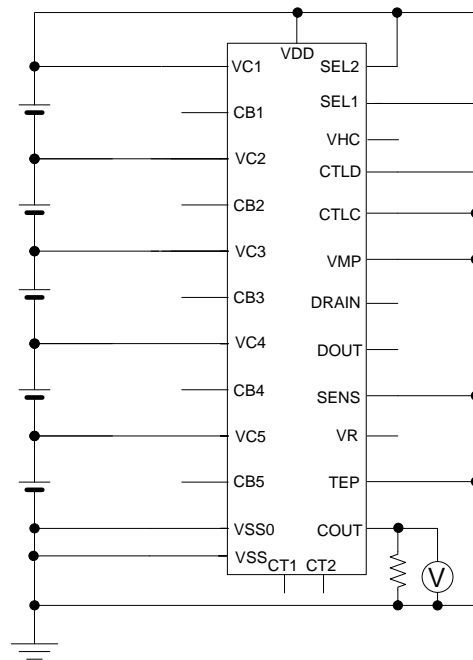 VDD
VC1
SEL2
SEL1
CB1
VHC
VC2
CTLD
CB2
CTLC
VC3
VMP
CB3
DRAIN
VC4
DOUT
CB4
SENS
VC5
VR
CB5
TEP
VSS0
COUT
VSS
CT1 CT2
V